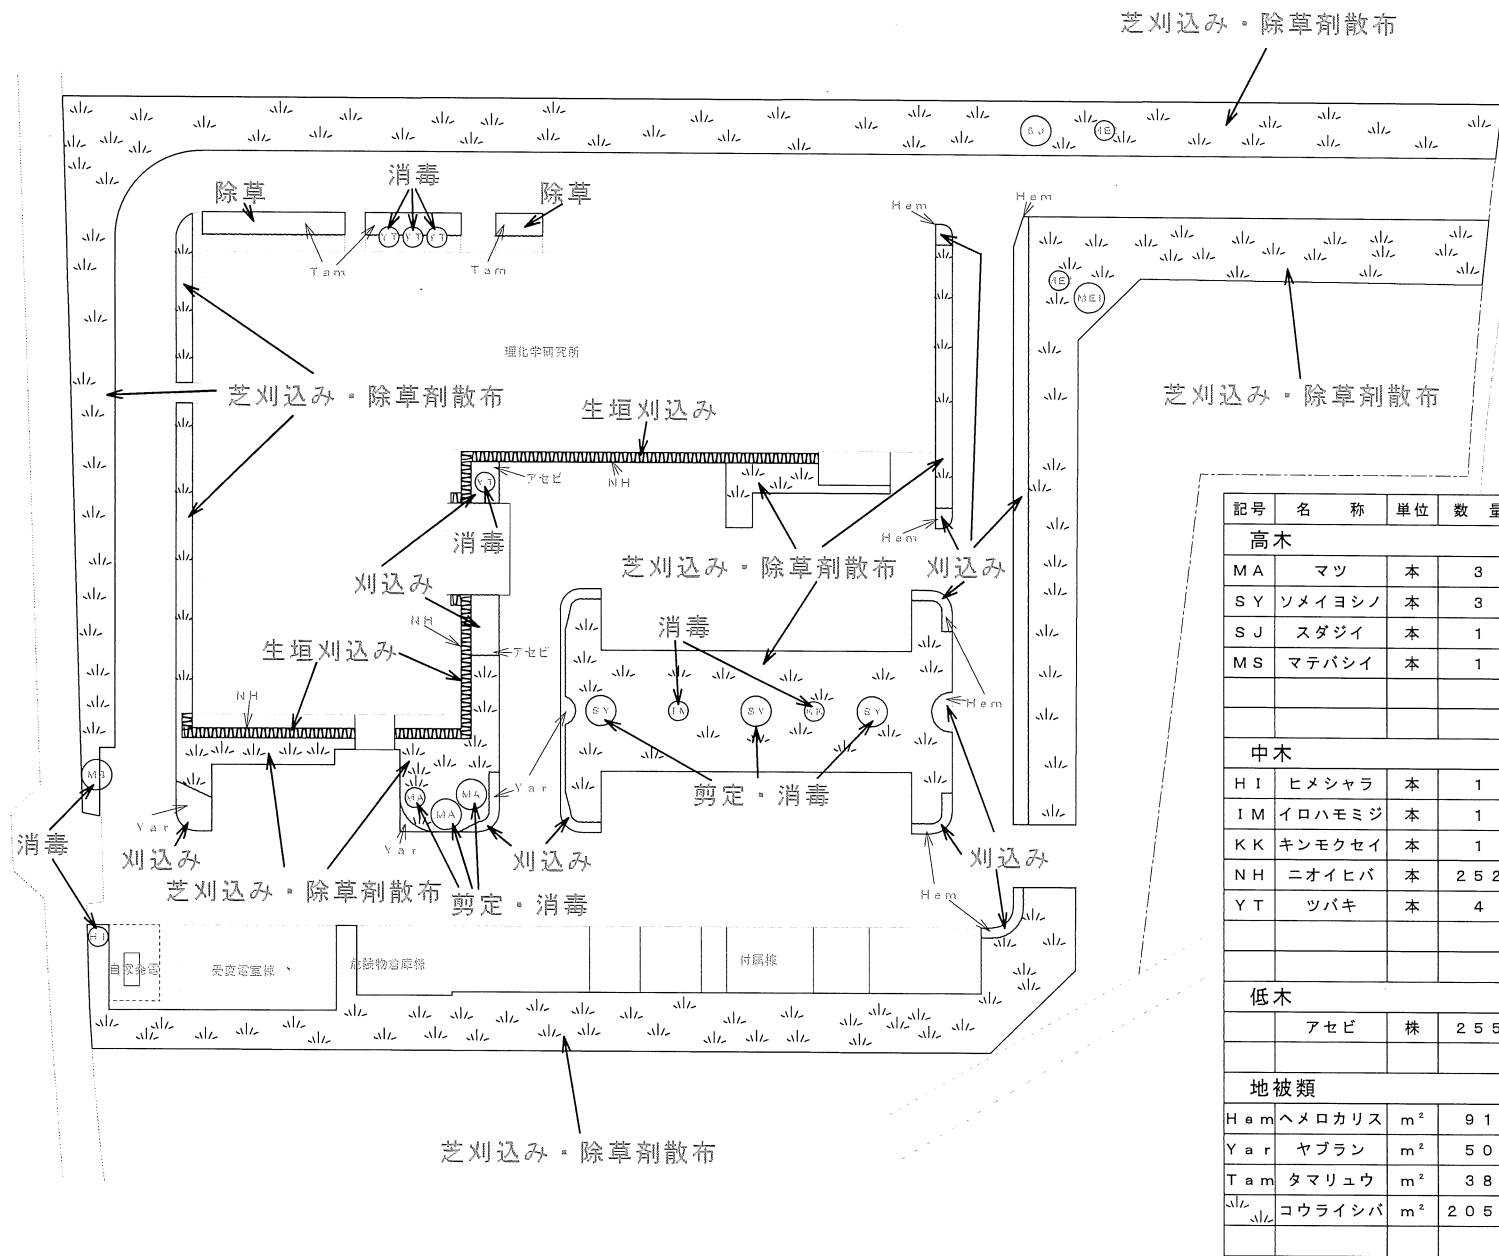 芝刈込み・除草剤散布
SJ
除草
消毒
除草
Hem
Hem
YT
YT
YT
Tam
Tam
MEI
理化学研究所
芝刈込み・除草剤散布
芝刈込み・除草剤散布
生垣刈込み
YT
アセビ
NH
消毒
Hem
刈込み
芝刈込み・除草剤散布
刈込み
NH
消毒
生垣刈込み
アセビ
NH
SY
IM
SY
KK
SY
Hem
MA
MA
Yar
剪定・消毒
Yar
消毒
刈込み
Yar
刈込み
刈込み
芝刈込み・除草剤散布
剪定・消毒
Hem
HI
自家発電
受変電室棟
危険物倉庫棟
付属棟
芝刈込み・除草剤散布
記号 名称 単位 数
高木
MA マツ 本 3
SY ソメイヨシノ 本 3
SJ スダジイ 本 1
MS マテバシイ 本 1
中木
HI ヒメシャラ 本 1
IM イロハモミジ 本 1
KK キンモクセイ 本 1
NH ニオイヒバ 本 252
YT ツバキ 本 4
低木
アセビ 株 255
地被類
Hem ヘメロカリス m² 91
Yar ヤブラン m² 50
Tam タマリュウ m² 38
コウライシバ m² 205